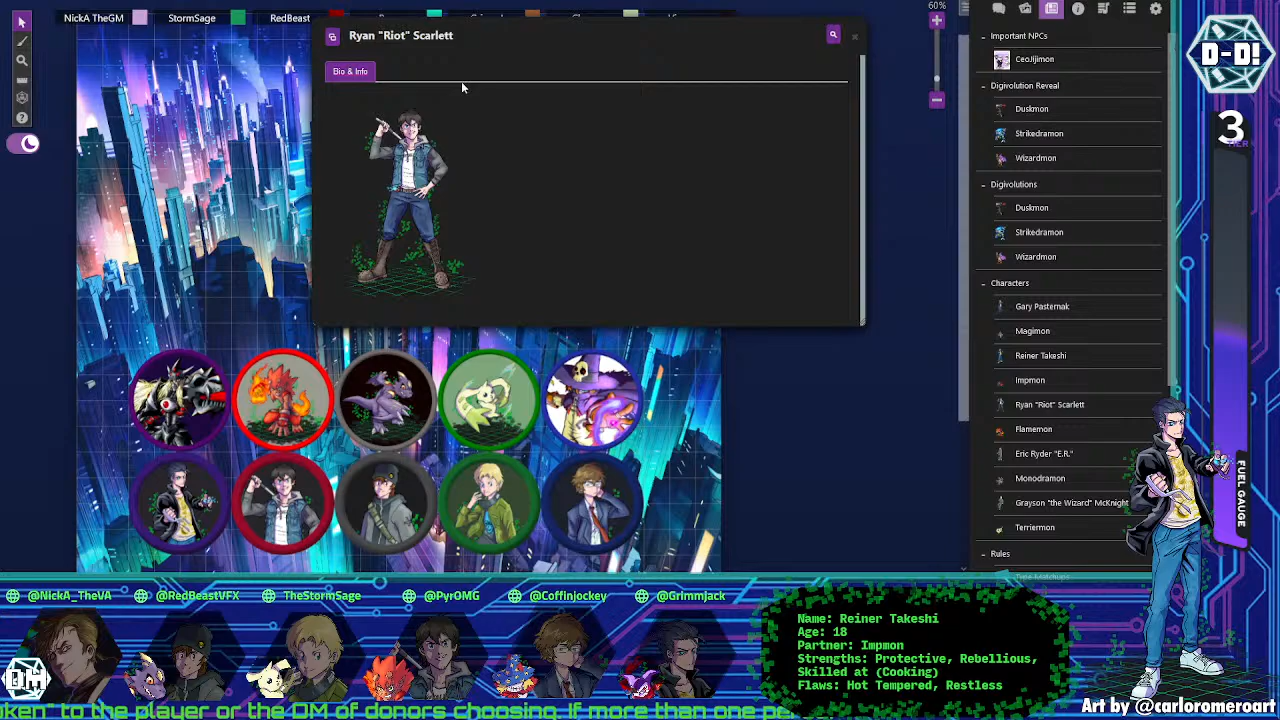 NickA TheGM
StormSage
RedBeast
60%
Ryan "Riot" Scarlett
Bio & Info
Important NPCs
CeoJijimon
Digivolution Reveal
Duskmon
Strikedramon
Wizardmon
Digivolutions
Duskmon
Strikedramon
Wizardmon
Characters
Gary Pasternak
Magimon
Reiner Takeshi
Impmon
Ryan "Riot" Scarlett
Flamemon
Eric Ryder "E.R."
Monodramon
Grayson "the Wizard" McKnight
Terriermon
Rules
D-D!
3
TIER
FUEL GAUGE
@NickA_TheVA
@RedBeastVFX
TheStormSage
@PyrOMG
@Coffinjockey
@Grimmjack
DM
Name: Reiner Takeshi
Age: 18
Partner: Impmon
Strengths: Protective, Rebellious,
Skilled at (Cooking)
Flaws: Hot Tempered, Restless
oken" to the player or the DM of donors choosing. If more than one pe
Art by @carloromeroart